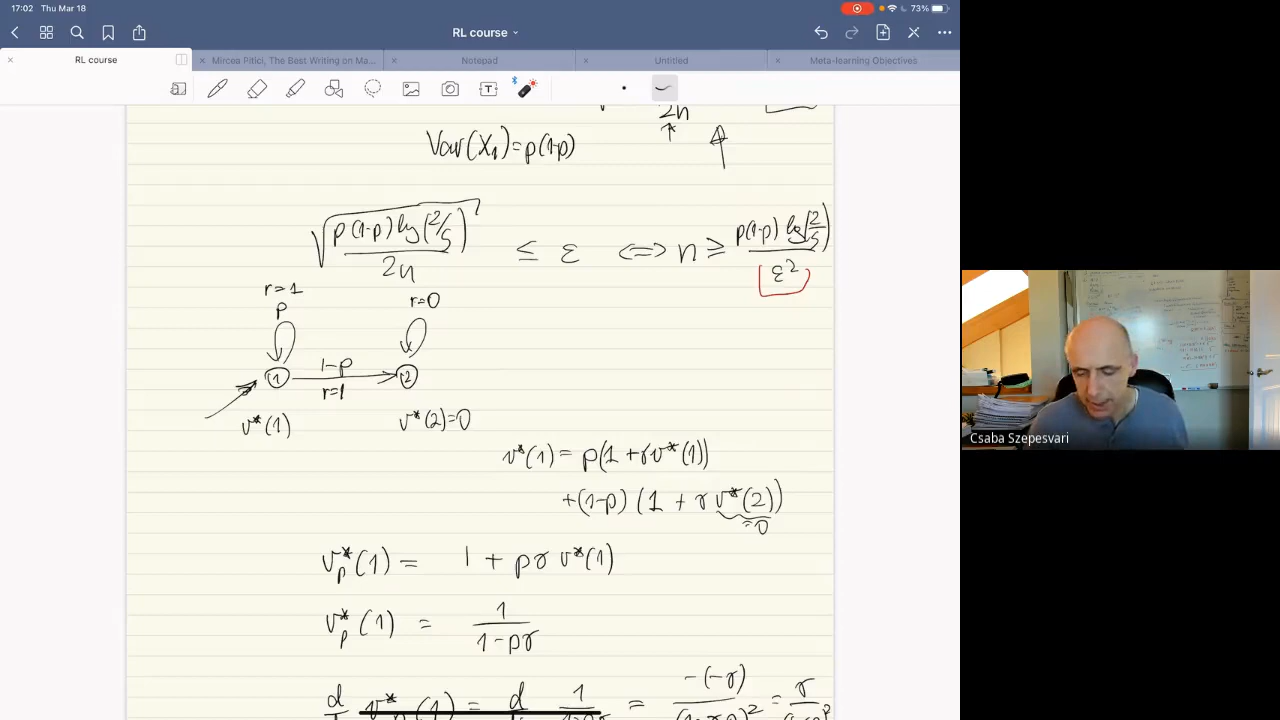 17:02 Thu Mar 18
73%
RL course
RL course
Mircea Pitici, The Best Writing on Ma...
Notepad
Untitled
Meta-learning Objectives
T
2n
Var(X₁)=p(1-p)
√(p(1-p) log(2/δ) / 2n) ≤ ε ⟺ n ≥ p(1-p) log(2/δ) / ε²
r=1
r=0
p
1-p
1
2
r=1
v*(1)
v*(2)=0
v*(1) = p(1 + γv*(1))
+(1-p) (1 + γ v*(2))
=0
v*_p(1) = 1 + pγ v*(1)
v*_p(1) = 1 / (1-pγ)
Csaba Szepesvari